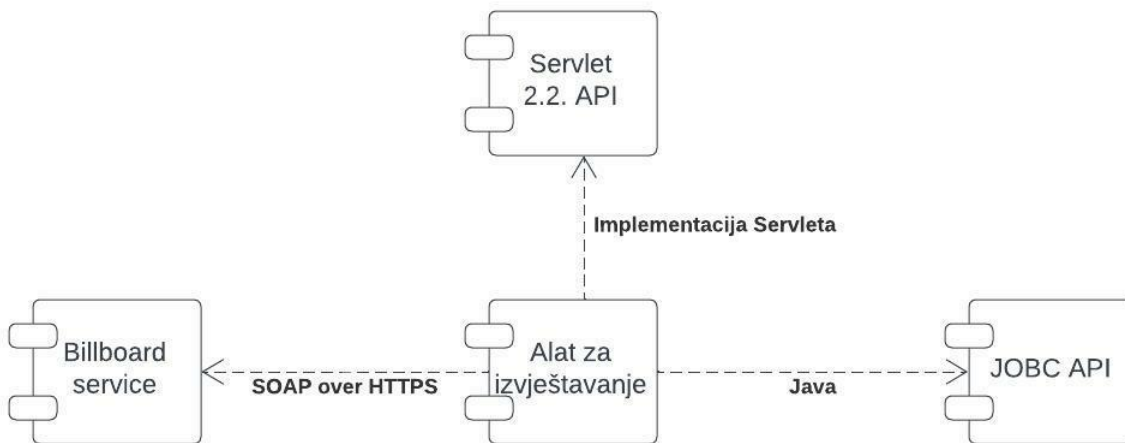 Servlet
2.2. API
Implementacija Servleta
Billboard
service
SOAP over HTTPS
Alat za
izvještavanje
Java
JOBC API